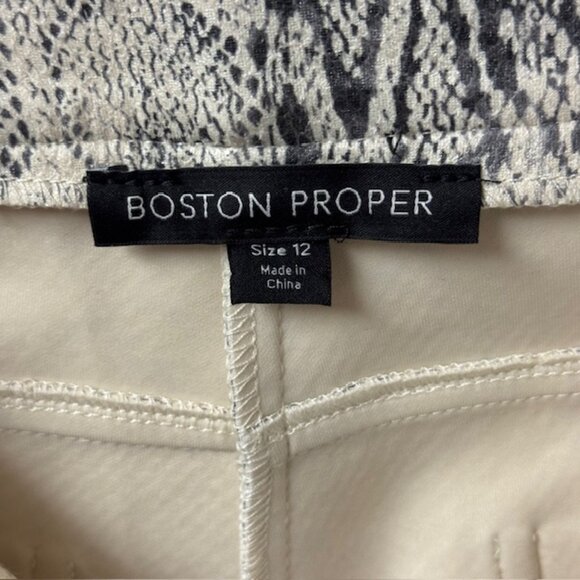 BOSTON PROPER
Size 12
Made in
China